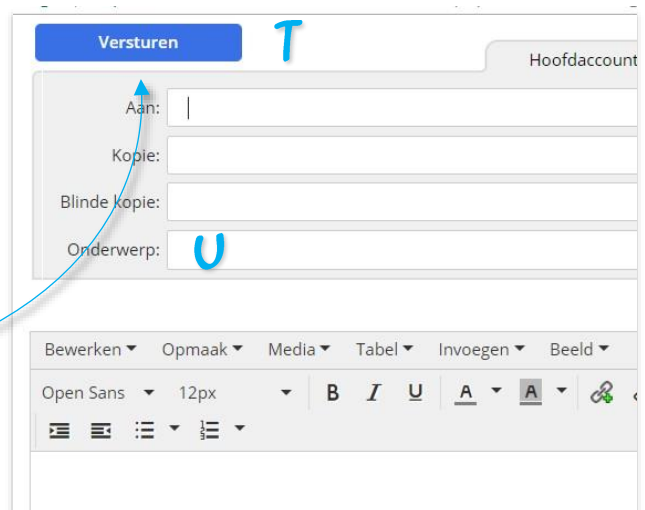 Versturen T
Hoofdaccount
Aan:
Kopie:
Blinde kopie:
Onderwerp: U
Bewerken Opmaak Media Tabel Invoegen Beeld
Open Sans 12px B I U A A